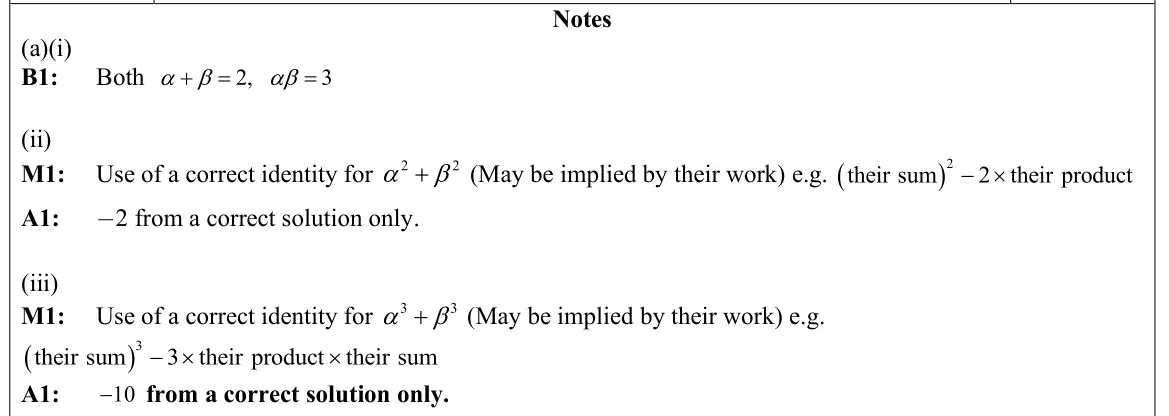 Notes
(a)(i)
B1: Both α + β = 2, αβ = 3
(ii)
M1: Use of a correct identity for α² + β² (May be implied by their work) e.g. (their sum)² − 2 × their product
A1: −2 from a correct solution only.
(iii)
M1: Use of a correct identity for α³ + β³ (May be implied by their work) e.g.
(their sum)³ − 3 × their product × their sum
A1: −10 from a correct solution only.